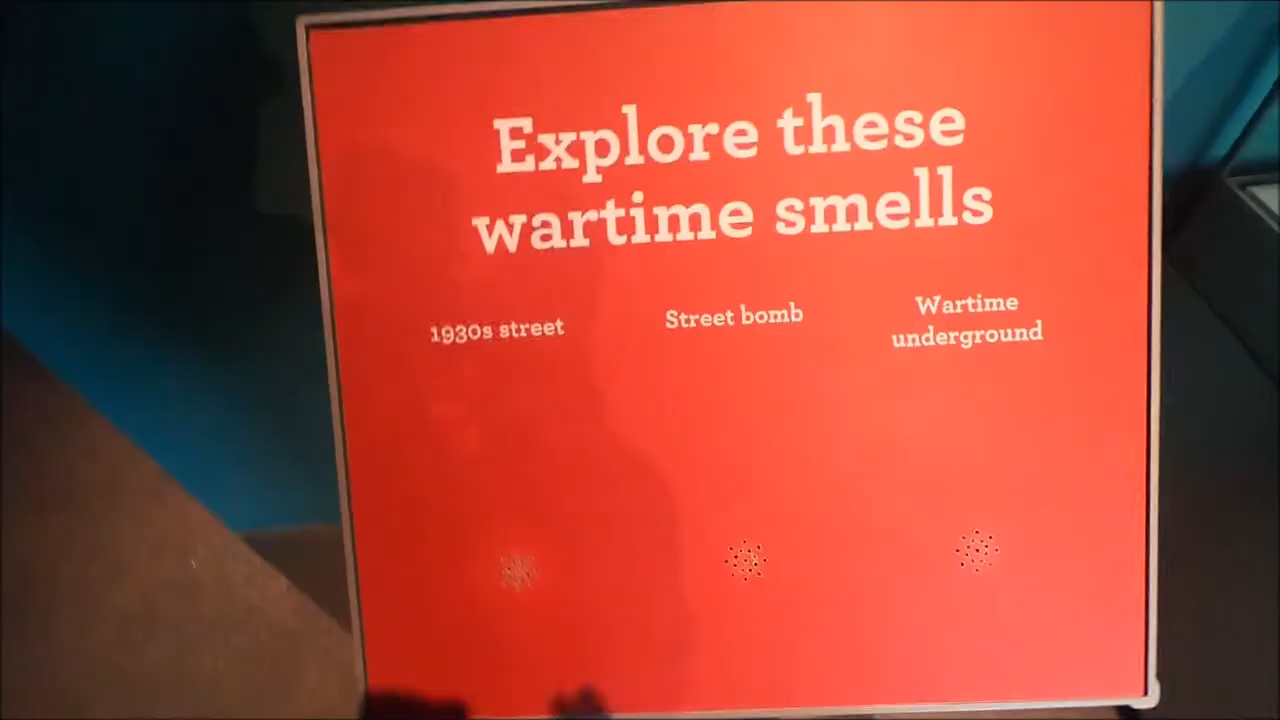 Explore these
wartime smells
1930s street
Street bomb
Wartime
underground